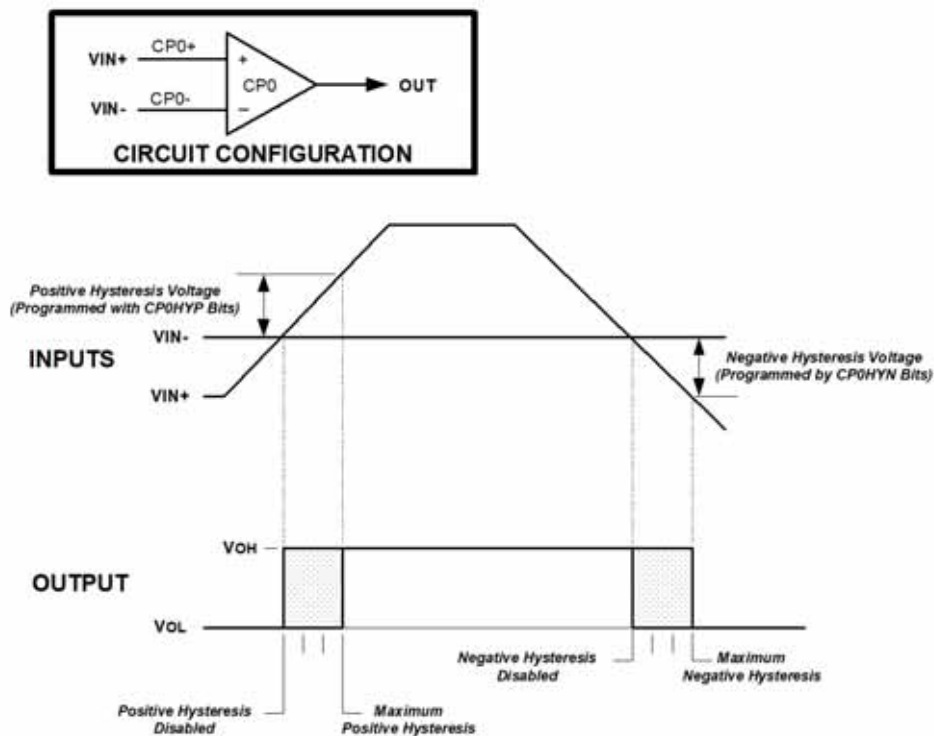 VIN+
CP0+
+
CP0
OUT
VIN-
CP0-
−
CIRCUIT CONFIGURATION
Positive Hysteresis Voltage
(Programmed with CP0HYP Bits)
VIN-
INPUTS
VIN+
Negative Hysteresis Voltage
(Programmed by CP0HYN Bits)
VOH
OUTPUT
VOL
Negative Hysteresis
Disabled
Maximum
Negative Hysteresis
Positive Hysteresis
Disabled
Maximum
Positive Hysteresis